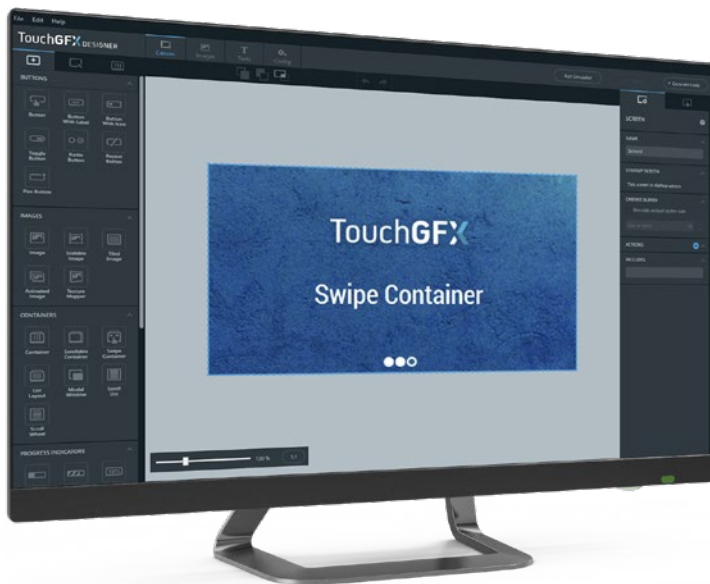 File Edit Help
TouchGFX DESIGNER
Canvas
Images
Texts
Config
Run Simulator
Generate Code
BUTTONS
Button
Button With Label
Button With Icon
Toggle Button
Radio Button
Repeat Button
Flex Button
IMAGES
Image
Scalable Image
Tiled Image
Animated Image
Texture Mapper
CONTAINERS
Container
Scrollable Container
Swipe Container
List Layout
Modal Window
Scroll List
Scroll Wheel
PROGRESS INDICATORS
TouchGFX
Swipe Container
SCREEN
NAME
STARTUP SCREEN
ACTIONS
INCLUDES
100 %
1:1